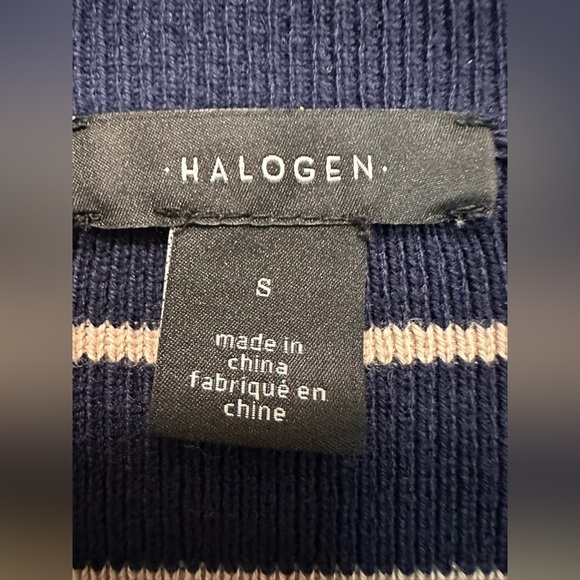 ·HALOGEN·
S
made in
china
fabriqué en
chine